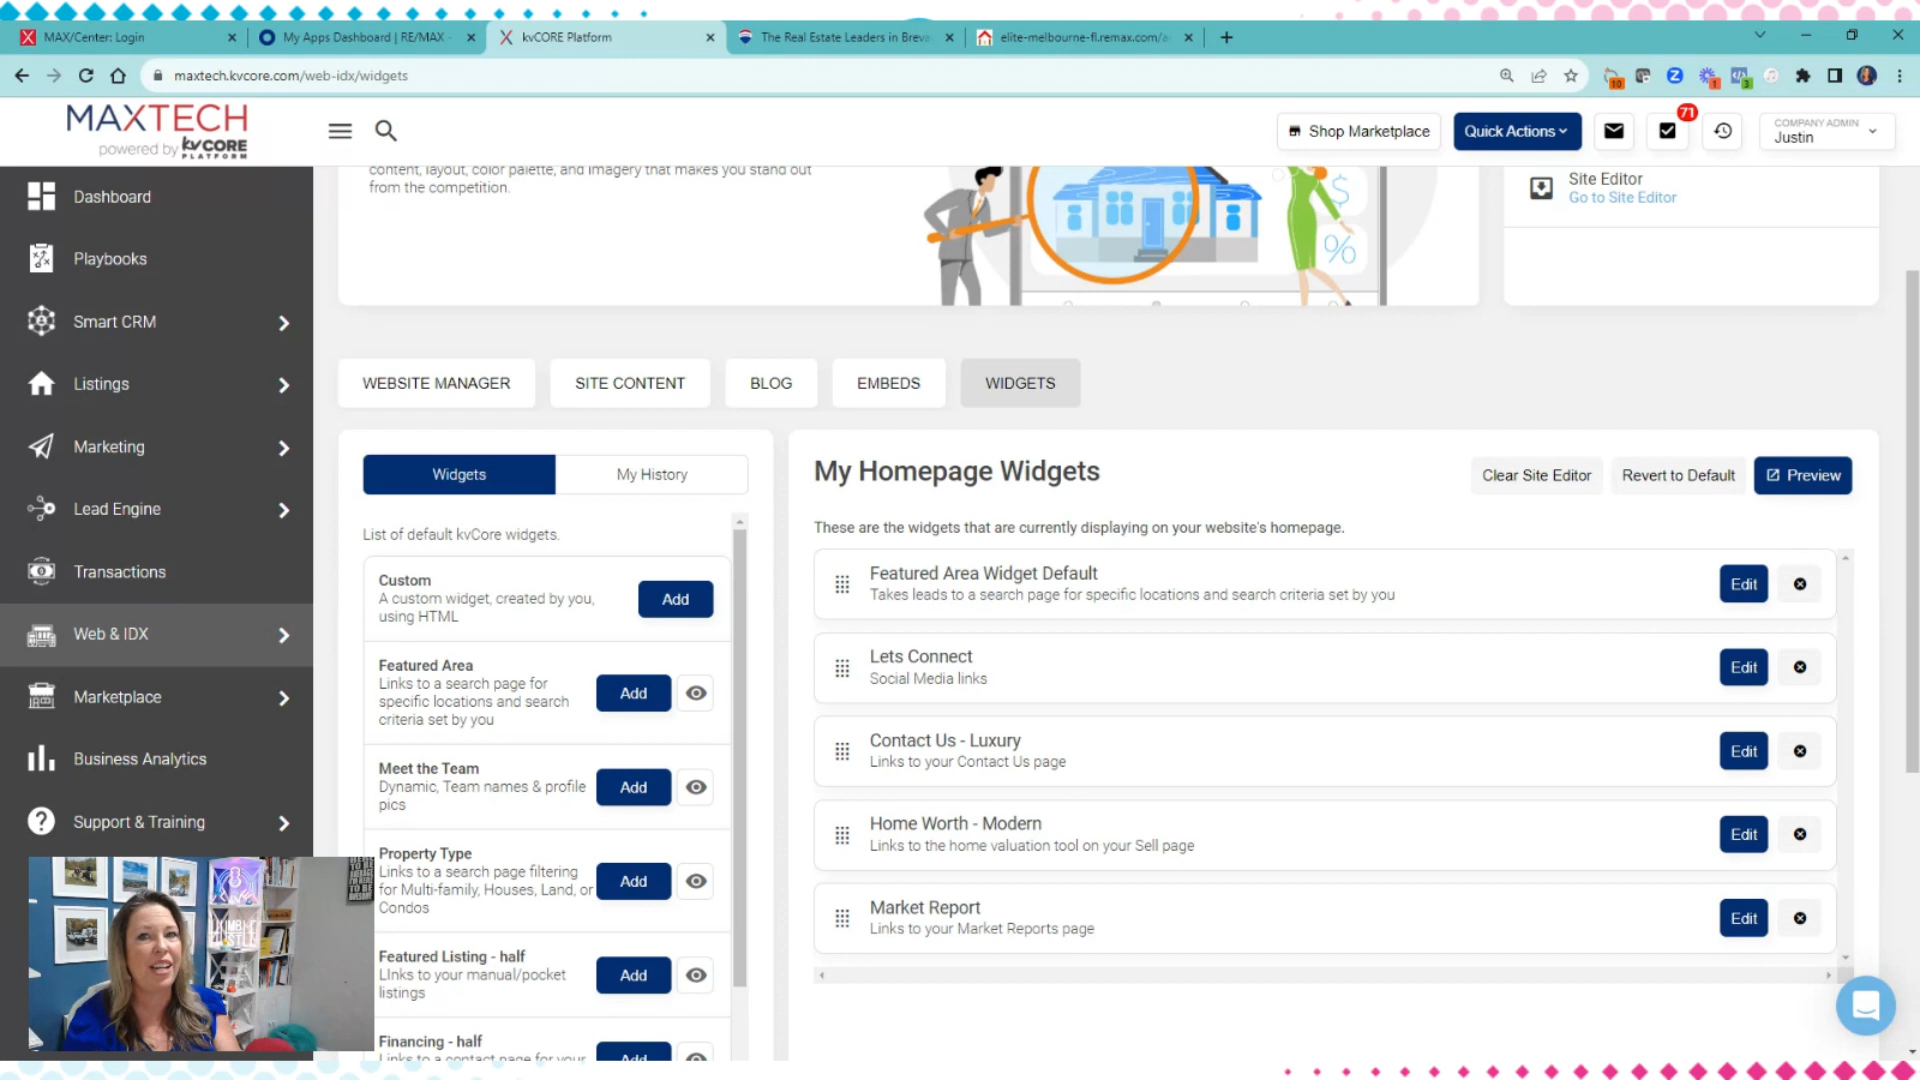 MAX/Center: Login
My Apps Dashboard | RE/MAX -
kvCORE Platform
The Real Estate Leaders in Breva
elite-melbourne-fl.remax.com/a
maxtech.kvcore.com/web-idx/widgets
10
1
3
MAXTECH
powered by kvCORE
PLATFORM
Shop Marketplace
Quick Actions
71
COMPANY ADMIN
Justin
Dashboard
Playbooks
Smart CRM
Listings
Marketing
Lead Engine
Transactions
Web & IDX
Marketplace
Business Analytics
Support & Training
content, layout, color palette, and imagery that makes you stand out
from the competition.
$
%
Site Editor
Go to Site Editor
WEBSITE MANAGER
SITE CONTENT
BLOG
EMBEDS
WIDGETS
Widgets
My History
List of default kvCore widgets.
Custom
A custom widget, created by you,
using HTML
Add
Featured Area
Links to a search page for
specific locations and search
criteria set by you
Add
Meet the Team
Dynamic, Team names & profile
pics
Add
Property Type
Links to a search page filtering
for Multi-family, Houses, Land, or
Condos
Add
Featured Listing - half
LInks to your manual/pocket
listings
Add
Financing - half
Links to a contact page for your
Add
My Homepage Widgets
Clear Site Editor
Revert to Default
Preview
These are the widgets that are currently displaying on your website's homepage.
Featured Area Widget Default
Takes leads to a search page for specific locations and search criteria set by you
Edit
Lets Connect
Social Media links
Edit
Contact Us - Luxury
Links to your Contact Us page
Edit
Home Worth - Modern
Links to the home valuation tool on your Sell page
Edit
Market Report
Links to your Market Reports page
Edit